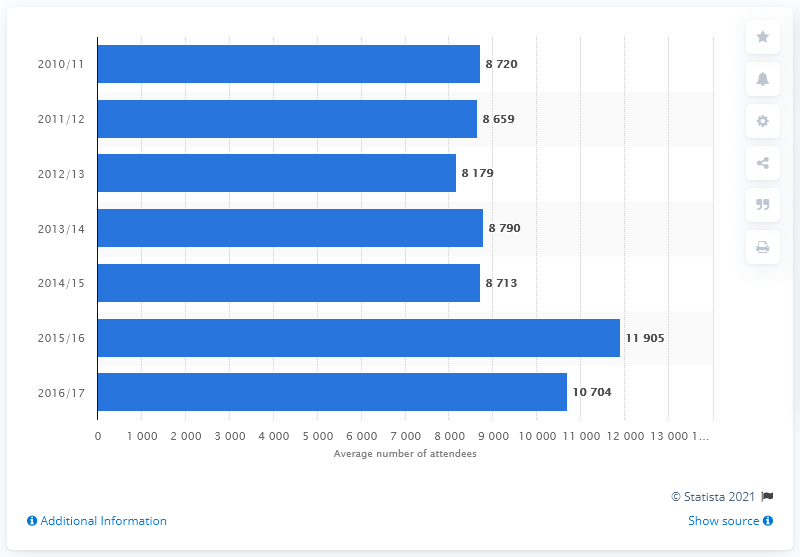 2010/11 8 720
2011/12 8 659
2012/13 8 179
2013/14 8 790
2014/15 8 713
2015/16 11 905
2016/17 10 704
0 1 000 2 000 3 000 4 000 5 000 6 000 7 000 8 000 9 000 10 000 11 000 12 000 13 000 1…
Average number of attendees
© Statista 2021
Additional Information Show source